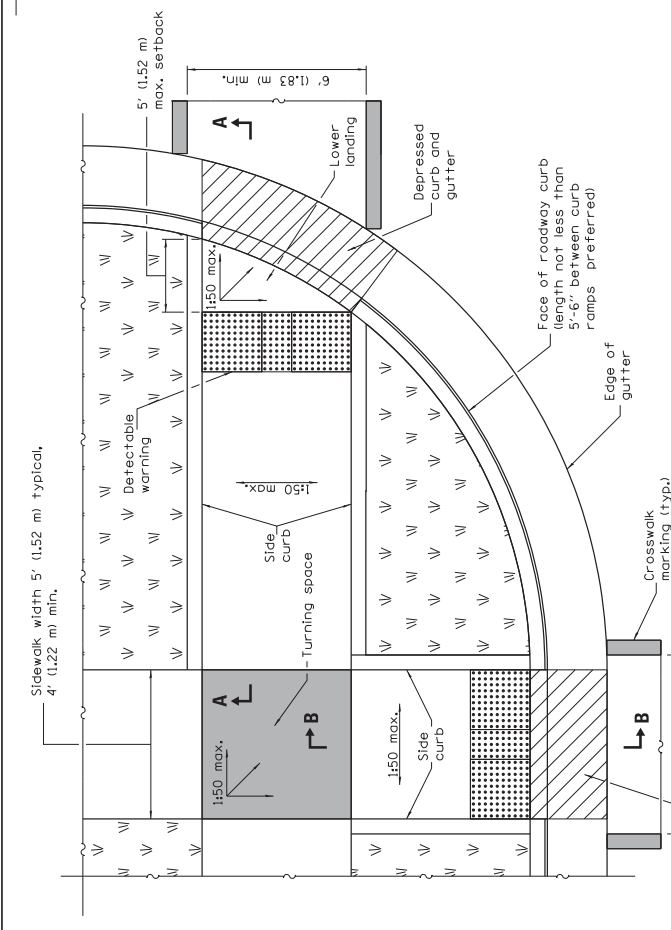 Sidewalk width 5' (1.52 m) typical,
4' (1.22 m) min.
5' (1.52 m)
max. setback
6' (1.83 m) min.
A
Lower
landing
1:50 max.
Depressed
curb and
gutter
Detectable
warning
1:50 max.
Side
curb
Face of roadway curb
(length not less than
5'-6" between curb
ramps preferred)
Turning space
Edge of
gutter
A
1:50 max.
B
1:50 max.
Side
curb
Crosswalk
marking (typ.)
B